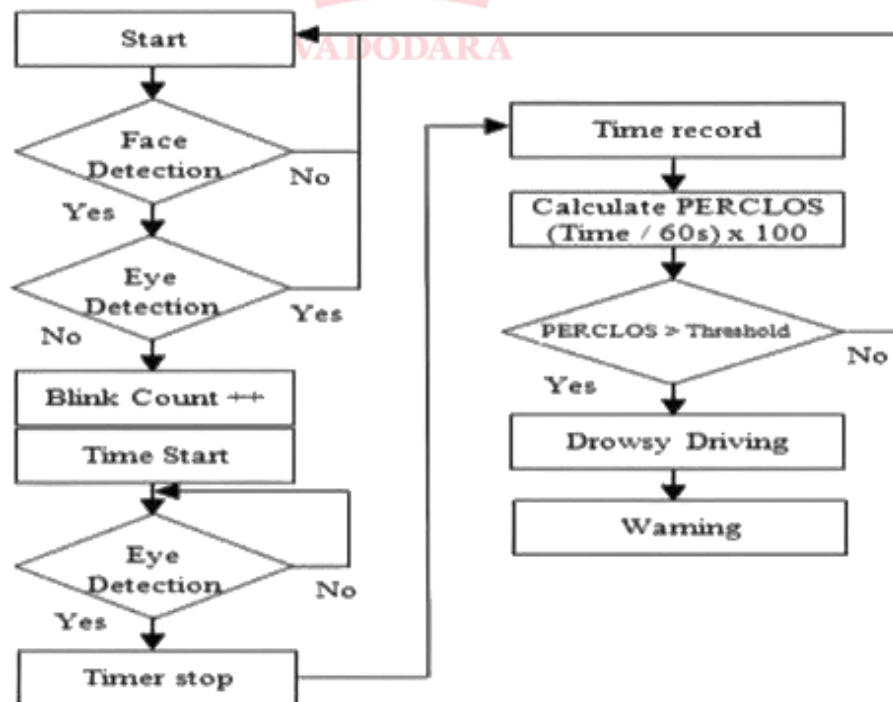 VADODARA
Start
Face
Detection
No
Yes
Eye
Detection
Yes
No
Blink Count ++
Time Start
Eye
Detection
No
Yes
Timer stop
Time record
Calculate PERCLOS
(Time / 60s) x 100
PERCLOS > Threshold
No
Yes
Drowsy Driving
Warning